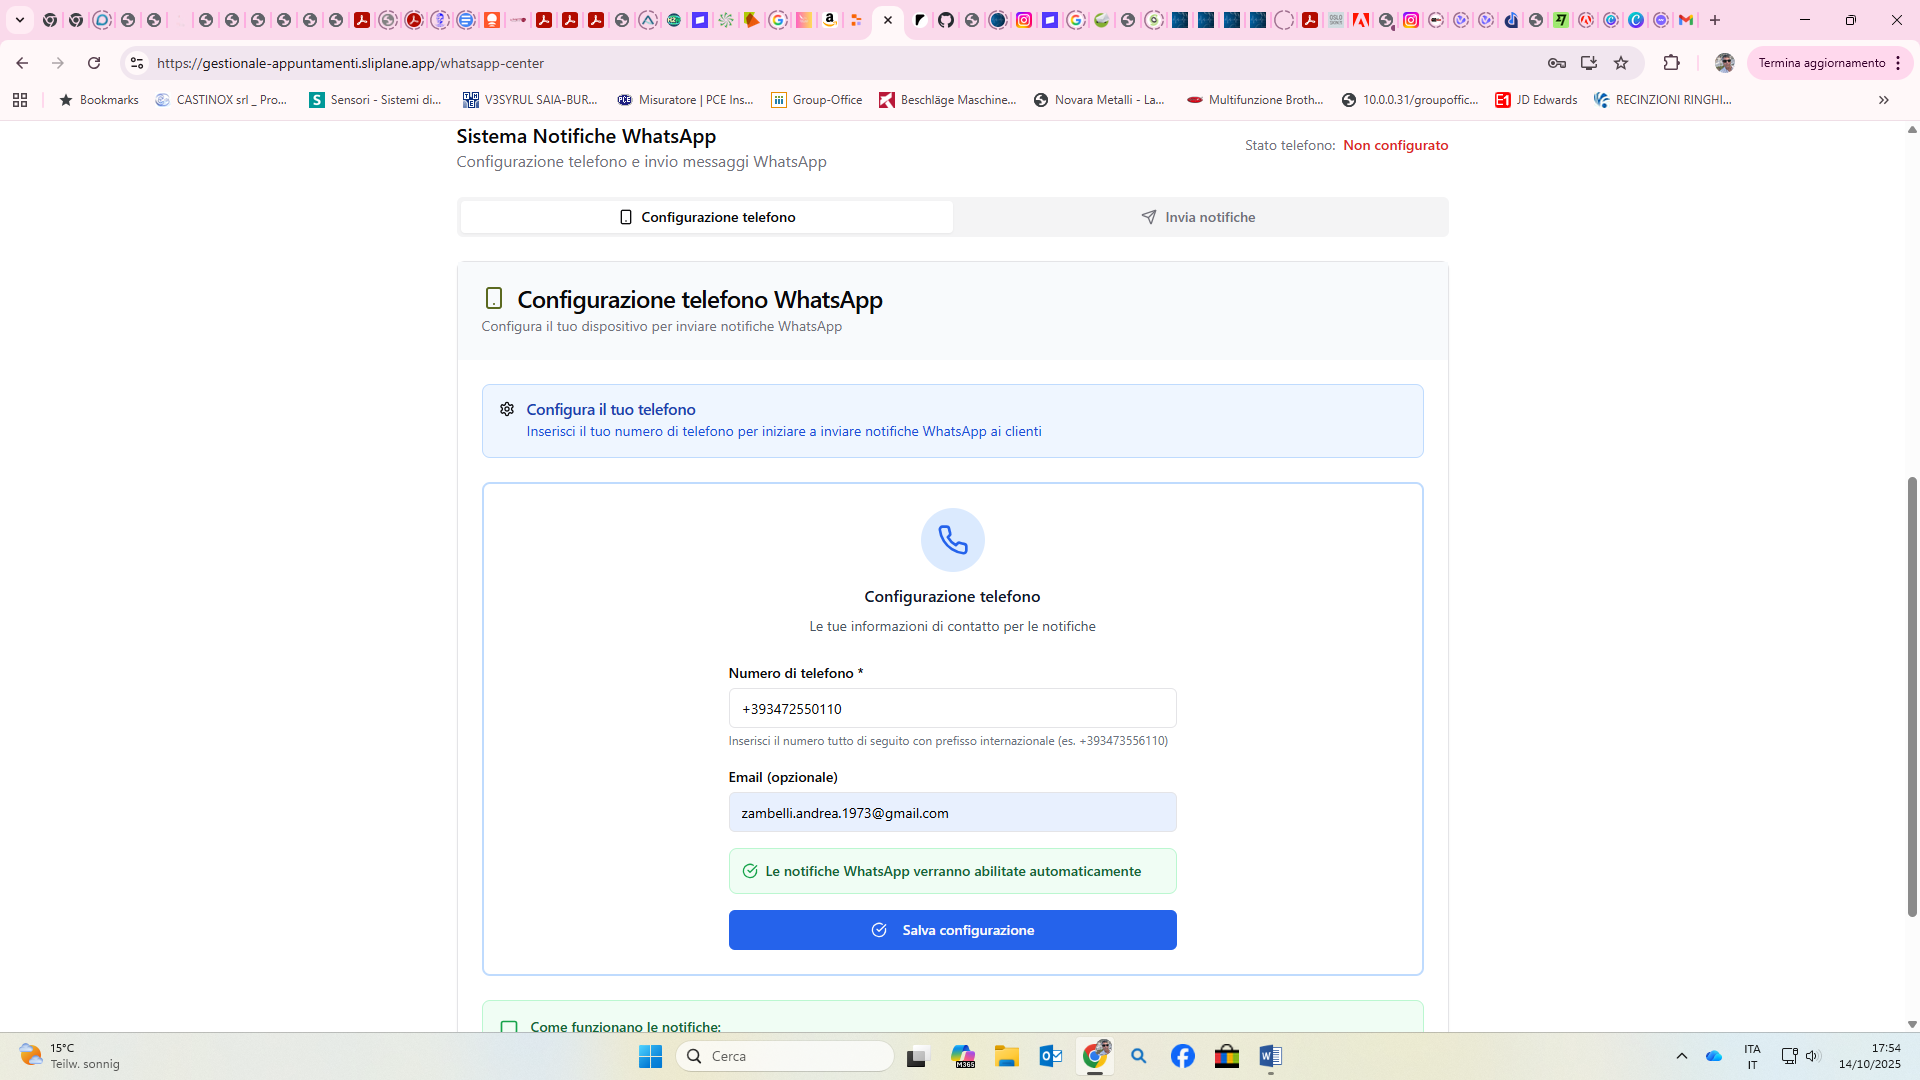 https://gestionale-appuntamenti.sliplane.app/whatsapp-center
Termina aggiornamento
Bookmarks
CASTINOX srl _ Pro...
Sensori - Sistemi di...
V3SYRUL SAIA-BUR...
Misuratore | PCE Ins...
Group-Office
Beschläge Maschine...
Novara Metalli - La...
Multifunzione Broth...
10.0.0.31/groupoffic...
JD Edwards
RECINZIONI RINGHI...
Sistema Notifiche WhatsApp
Configurazione telefono e invio messaggi WhatsApp
Stato telefono: Non configurato
Configurazione telefono
Invia notifiche
Configurazione telefono WhatsApp
Configura il tuo dispositivo per inviare notifiche WhatsApp
Configura il tuo telefono
Inserisci il tuo numero di telefono per iniziare a inviare notifiche WhatsApp ai clienti
Configurazione telefono
Le tue informazioni di contatto per le notifiche
Numero di telefono *
+393472550110
Inserisci il numero tutto di seguito con prefisso internazionale (es. +393473556110)
Email (opzionale)
zambelli.andrea.1973@gmail.com
Le notifiche WhatsApp verranno abilitate automaticamente
Salva configurazione
Come funzionano le notifiche:
15°C
Teilw. sonnig
Cerca
ITA
IT
17:54
14/10/2025